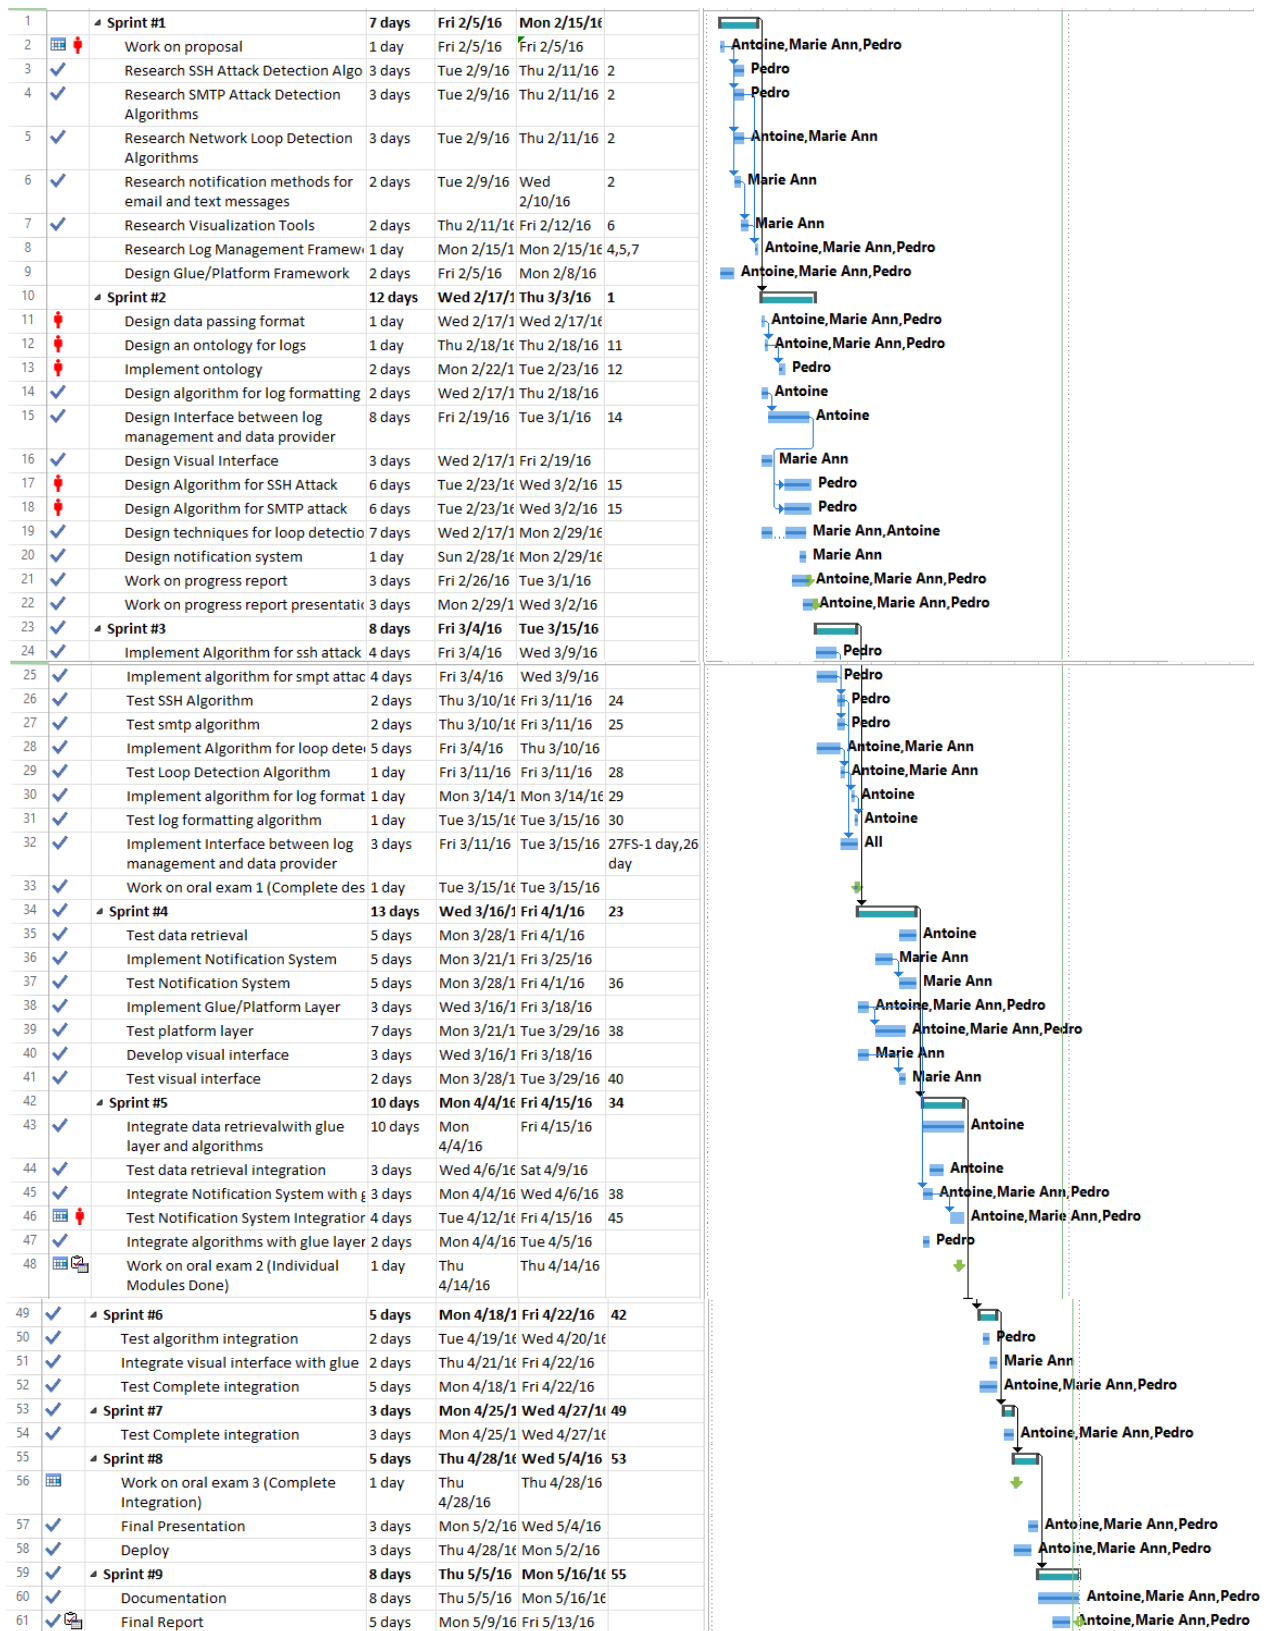 1 Sprint #1 7 days Fri 2/5/16 Mon 2/15/16
2 Work on proposal 1 day Fri 2/5/16 Fri 2/5/16 Antoine,Marie Ann,Pedro
3 Research SSH Attack Detection Algo 3 days Tue 2/9/16 Thu 2/11/16 2 Pedro
4 Research SMTP Attack Detection 3 days Tue 2/9/16 Thu 2/11/16 2 Pedro
Algorithms
5 Research Network Loop Detection 3 days Tue 2/9/16 Thu 2/11/16 2 Antoine,Marie Ann
Algorithms
6 Research notification methods for 2 days Tue 2/9/16 Wed 2 Marie Ann
email and text messages 2/10/16
7 Research Visualization Tools 2 days Thu 2/11/16 Fri 2/12/16 6 Marie Ann
8 Research Log Management Framew 1 day Mon 2/15/1 Mon 2/15/16 4,5,7 Antoine,Marie Ann,Pedro
9 Design Glue/Platform Framework 2 days Fri 2/5/16 Mon 2/8/16 Antoine,Marie Ann,Pedro
10 Sprint #2 12 days Wed 2/17/1 Thu 3/3/16 1
11 Design data passing format 1 day Wed 2/17/1 Wed 2/17/16 Antoine,Marie Ann,Pedro
12 Design an ontology for logs 1 day Thu 2/18/16 Thu 2/18/16 11 Antoine,Marie Ann,Pedro
13 Implement ontology 2 days Mon 2/22/1 Tue 2/23/16 12 Pedro
14 Design algorithm for log formatting 2 days Wed 2/17/1 Thu 2/18/16 Antoine
15 Design Interface between log 8 days Fri 2/19/16 Tue 3/1/16 14 Antoine
management and data provider
16 Design Visual Interface 3 days Wed 2/17/1 Fri 2/19/16 Marie Ann
17 Design Algorithm for SSH Attack 6 days Tue 2/23/16 Wed 3/2/16 15 Pedro
18 Design Algorithm for SMTP attack 6 days Tue 2/23/16 Wed 3/2/16 15 Pedro
19 Design techniques for loop detectio 7 days Wed 2/17/1 Mon 2/29/16 Marie Ann,Antoine
20 Design notification system 1 day Sun 2/28/16 Mon 2/29/16 Marie Ann
21 Work on progress report 3 days Fri 2/26/16 Tue 3/1/16 Antoine,Marie Ann,Pedro
22 Work on progress report presentatic 3 days Mon 2/29/1 Wed 3/2/16 Antoine,Marie Ann,Pedro
23 Sprint #3 8 days Fri 3/4/16 Tue 3/15/16
24 Implement Algorithm for ssh attack 4 days Fri 3/4/16 Wed 3/9/16 Pedro
25 Implement algorithm for smpt attac 4 days Fri 3/4/16 Wed 3/9/16 Pedro
26 Test SSH Algorithm 2 days Thu 3/10/16 Fri 3/11/16 24 Pedro
27 Test smtp algorithm 2 days Thu 3/10/16 Fri 3/11/16 25 Pedro
28 Implement Algorithm for loop dete 5 days Fri 3/4/16 Thu 3/10/16 Antoine,Marie Ann
29 Test Loop Detection Algorithm 1 day Fri 3/11/16 Fri 3/11/16 28 Antoine,Marie Ann
30 Implement algorithm for log format 1 day Mon 3/14/1 Mon 3/14/16 29 Antoine
31 Test log formatting algorithm 1 day Tue 3/15/16 Tue 3/15/16 30 Antoine
32 Implement Interface between log 3 days Fri 3/11/16 Tue 3/15/16 27FS-1 day,26 All
management and data provider day
33 Work on oral exam 1 (Complete des 1 day Tue 3/15/16 Tue 3/15/16
34 Sprint #4 13 days Wed 3/16/1 Fri 4/1/16 23
35 Test data retrieval 5 days Mon 3/28/1 Fri 4/1/16 Antoine
36 Implement Notification System 5 days Mon 3/21/1 Fri 3/25/16 Marie Ann
37 Test Notification System 5 days Mon 3/28/1 Fri 4/1/16 36 Marie Ann
38 Implement Glue/Platform Layer 3 days Wed 3/16/1 Fri 3/18/16 Antoine,Marie Ann,Pedro
39 Test platform layer 7 days Mon 3/21/1 Tue 3/29/16 38 Antoine,Marie Ann,Pedro
40 Develop visual interface 3 days Wed 3/16/1 Fri 3/18/16 Marie Ann
41 Test visual interface 2 days Mon 3/28/1 Tue 3/29/16 40 Marie Ann
42 Sprint #5 10 days Mon 4/4/16 Fri 4/15/16 34
43 Integrate data retrievalwith glue 10 days Mon Fri 4/15/16 Antoine
layer and algorithms 4/4/16
44 Test data retrieval integration 3 days Wed 4/6/16 Sat 4/9/16 Antoine
45 Integrate Notification System with g 3 days Mon 4/4/16 Wed 4/6/16 38 Antoine,Marie Ann,Pedro
46 Test Notification System Integration 4 days Tue 4/12/16 Fri 4/15/16 45 Antoine,Marie Ann,Pedro
47 Integrate algorithms with glue layer 2 days Mon 4/4/16 Tue 4/5/16 Pedro
48 Work on oral exam 2 (Individual 1 day Thu Thu 4/14/16
Modules Done) 4/14/16
49 Sprint #6 5 days Mon 4/18/1 Fri 4/22/16 42
50 Test algorithm integration 2 days Tue 4/19/16 Wed 4/20/16 Pedro
51 Integrate visual interface with glue 2 days Thu 4/21/16 Fri 4/22/16 Marie Ann
52 Test Complete integration 5 days Mon 4/18/1 Fri 4/22/16 Antoine,Marie Ann,Pedro
53 Sprint #7 3 days Mon 4/25/1 Wed 4/27/16 49
54 Test Complete integration 3 days Mon 4/25/1 Wed 4/27/16 Antoine,Marie Ann,Pedro
55 Sprint #8 5 days Thu 4/28/16 Wed 5/4/16 53
56 Work on oral exam 3 (Complete 1 day Thu Thu 4/28/16
Integration) 4/28/16
57 Final Presentation 3 days Mon 5/2/16 Wed 5/4/16 Antoine,Marie Ann,Pedro
58 Deploy 3 days Thu 4/28/16 Mon 5/2/16 Antoine,Marie Ann,Pedro
59 Sprint #9 8 days Thu 5/5/16 Mon 5/16/16 55
60 Documentation 8 days Thu 5/5/16 Mon 5/16/16 Antoine,Marie Ann,Pedro
61 Final Report 5 days Mon 5/9/16 Fri 5/13/16 Antoine,Marie Ann,Pedro